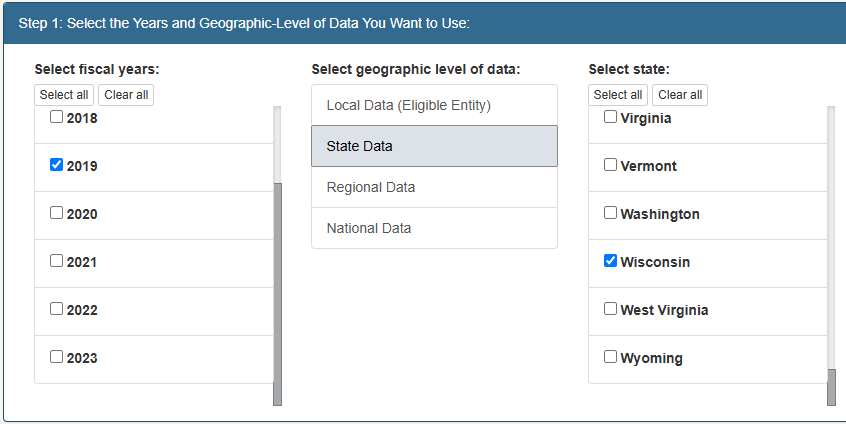 Step 1: Select the Years and Geographic-Level of Data You Want to Use:
Select fiscal years:
Select all
Clear all
2018
2019
2020
2021
2022
2023
Select geographic level of data:
Local Data (Eligible Entity)
State Data
Regional Data
National Data
Select state:
Select all
Clear all
Virginia
Vermont
Washington
Wisconsin
West Virginia
Wyoming